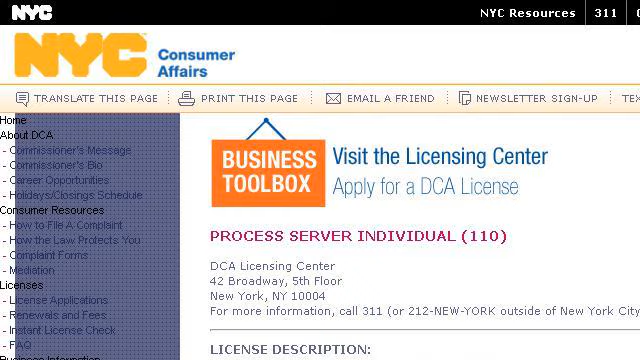 NYC
NYC Resources 311
NYC Consumer Affairs
TRANSLATE THIS PAGE PRINT THIS PAGE EMAIL A FRIEND NEWSLETTER SIGN-UP
Home
About DCA
- Commissioner's Message
- Commissioner's Bio
- Career Opportunities
- Holidays/Closings Schedule
Consumer Resources
- How to File A Complaint
- How the Law Protects You
- Complaint Forms
- Mediation
Licenses
- License Applications
- Renewals and Fees
- Instant License Check
- FAQ
Business Information
BUSINESS TOOLBOX
Visit the Licensing Center
Apply for a DCA License
PROCESS SERVER INDIVIDUAL (110)
DCA Licensing Center
42 Broadway, 5th Floor
New York, NY 10004
For more information, call 311 (or 212-NEW-YORK outside of New York City
LICENSE DESCRIPTION: